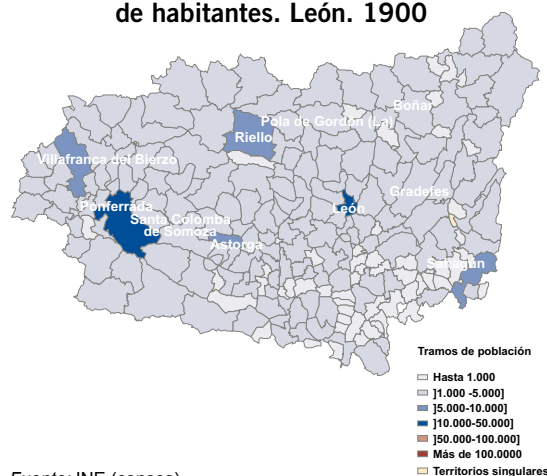 de habitantes. León. 1900
Boñar
Pola de Gordón (La)
Riello
Villafranca del Bierzo
Gradefes
Ponferrada
León
Santa Colomba
de Somoza
Astorga
Sahagún
Tramos de población
Hasta 1.000
]1.000 -5.000]
]5.000-10.000]
]10.000-50.000]
]50.000-100.000]
Más de 100.0000
Territorios singulares
Fuente: INE (censos)